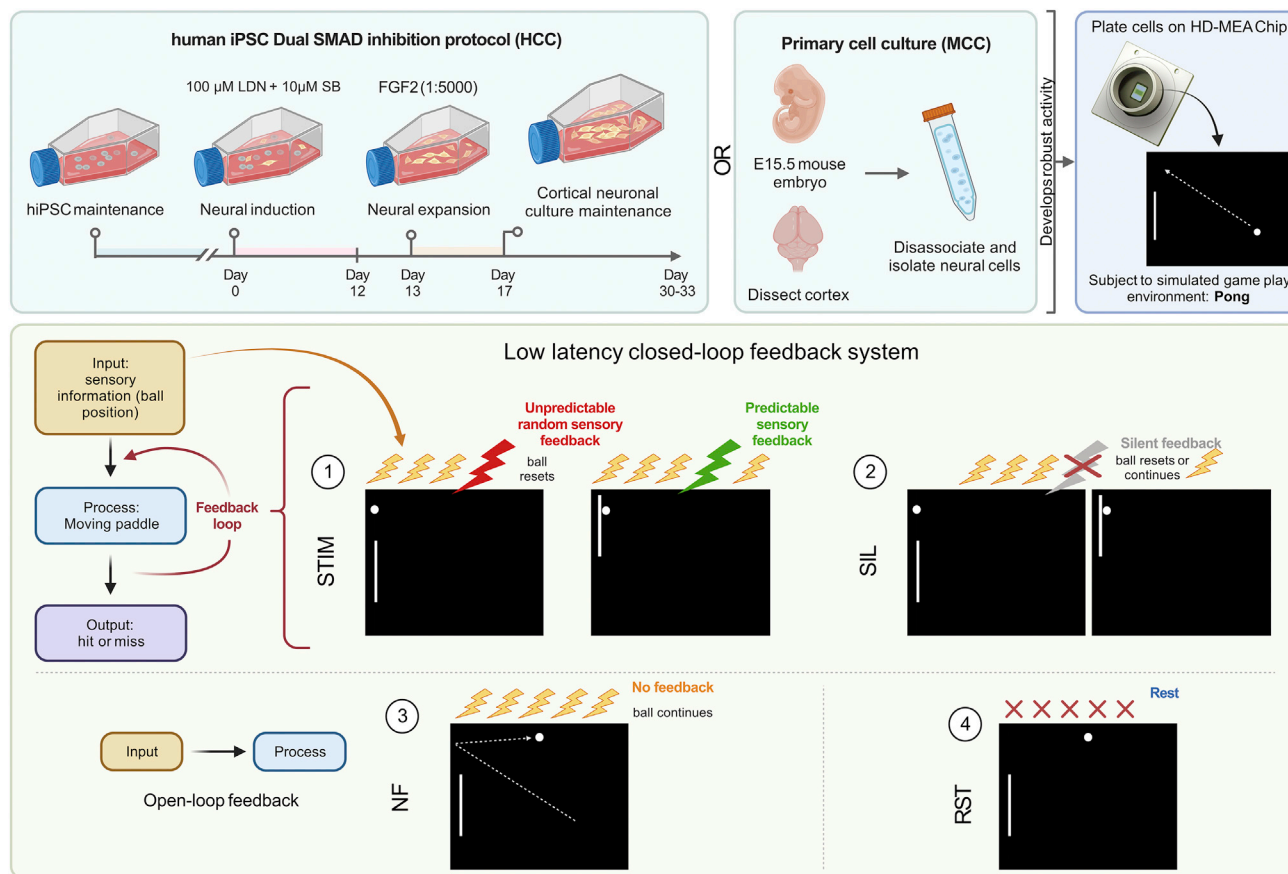 human iPSC Dual SMAD inhibition protocol (HCC)
100 µM LDN + 10µM SB
FGF2 (1:5000)
hiPSC maintenance
Neural induction
Neural expansion
Cortical neuronal
culture maintenance
Day
0
Day
12
Day
13
Day
17
Day
30-33
OR
Primary cell culture (MCC)
E15.5 mouse
embryo
Dissect cortex
Disassociate and
isolate neural cells
Develops robust activity
Plate cells on HD-MEA Chip
Subject to simulated game play
environment: Pong
Low latency closed-loop feedback system
Input:
sensory
information (ball
position)
Process:
Moving paddle
Output:
hit or miss
Feedback
loop
1
STIM
Unpredictable
random sensory
feedback
ball
resets
Predictable
sensory
feedback
2
SIL
Silent feedback
ball resets or
continues
Input
Process
Open-loop feedback
3
NF
No feedback
ball continues
4
RST
Rest